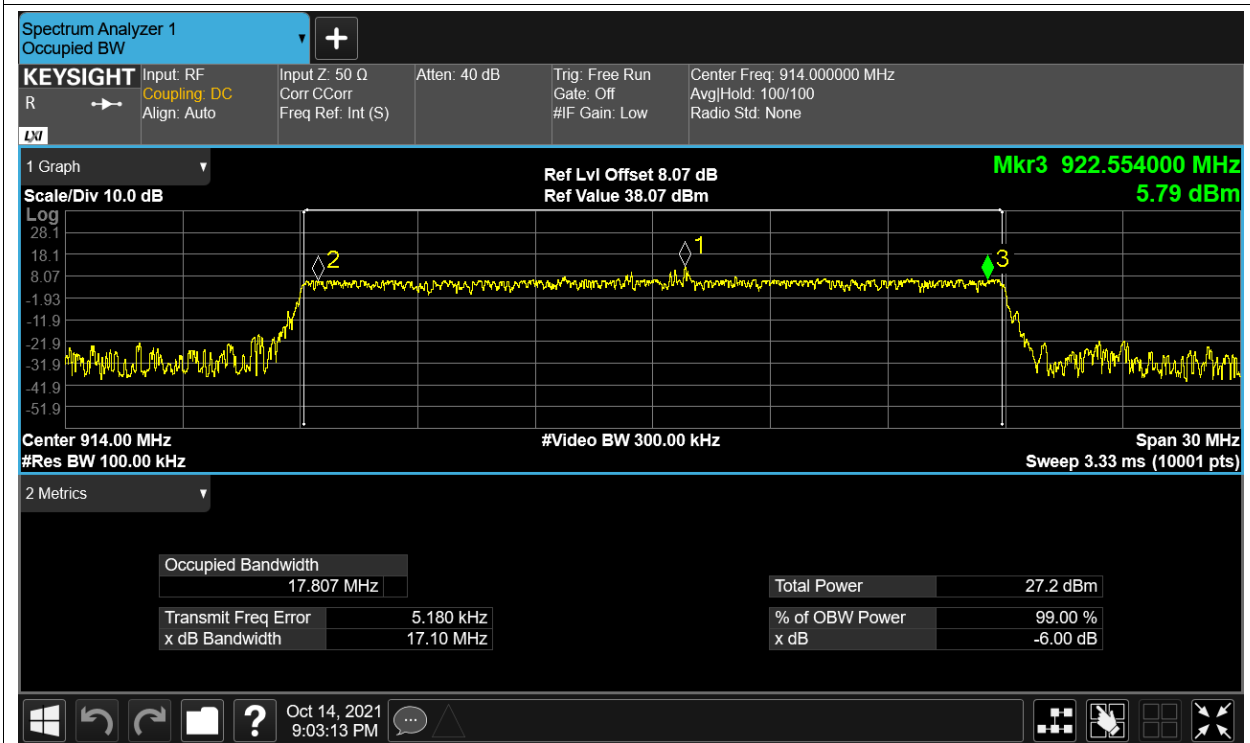 Spectrum Analyzer 1
Occupied BW
KEYSIGHT
R
LXI
Input: RF
Coupling: DC
Align: Auto
Input Z: 50 Ω
Corr CCorr
Freq Ref: Int (S)
Atten: 40 dB
Trig: Free Run
Gate: Off
#IF Gain: Low
Center Freq: 914.000000 MHz
Avg|Hold: 100/100
Radio Std: None
1 Graph
Scale/Div 10.0 dB
Ref Lvl Offset 8.07 dB
Ref Value 38.07 dBm
Mkr3 922.554000 MHz
5.79 dBm
Log
28.1
18.1
8.07
-1.93
-11.9
-21.9
-31.9
-41.9
-51.9
2
1
3
Center 914.00 MHz
#Res BW 100.00 kHz
#Video BW 300.00 kHz
Span 30 MHz
Sweep 3.33 ms (10001 pts)
2 Metrics
Occupied Bandwidth
17.807 MHz
Transmit Freq Error 5.180 kHz
x dB Bandwidth 17.10 MHz
Total Power 27.2 dBm
% of OBW Power 99.00 %
x dB -6.00 dB
?
Oct 14, 2021
9:03:13 PM